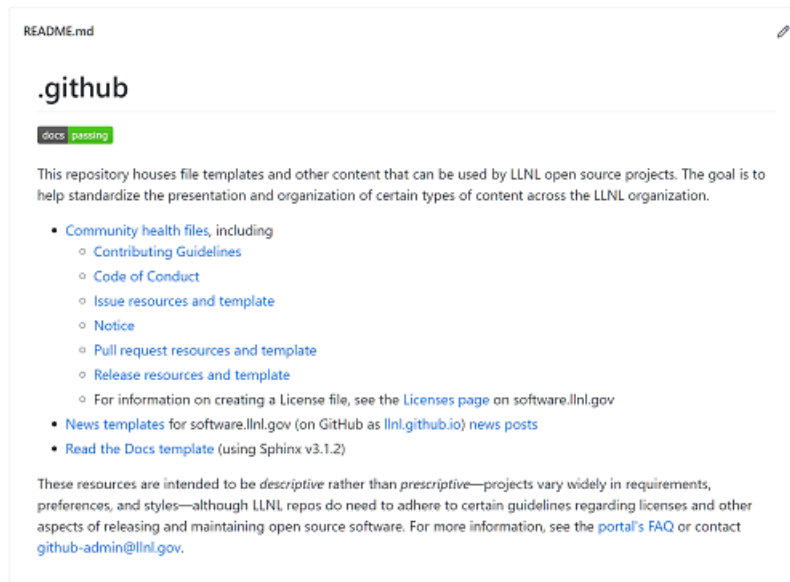 README.md
.github
docs passing
This repository houses file templates and other content that can be used by LLNL open source projects. The goal is to
help standardize the presentation and organization of certain types of content across the LLNL organization.
• Community health files, including
◦ Contributing Guidelines
◦ Code of Conduct
◦ Issue resources and template
◦ Notice
◦ Pull request resources and template
◦ Release resources and template
◦ For information on creating a License file, see the Licenses page on software.llnl.gov
• News templates for software.llnl.gov (on GitHub as llnl.github.io) news posts
• Read the Docs template (using Sphinx v3.1.2)
These resources are intended to be descriptive rather than prescriptive—projects vary widely in requirements,
preferences, and styles—although LLNL repos do need to adhere to certain guidelines regarding licenses and other
aspects of releasing and maintaining open source software. For more information, see the portal's FAQ or contact
github-admin@llnl.gov.